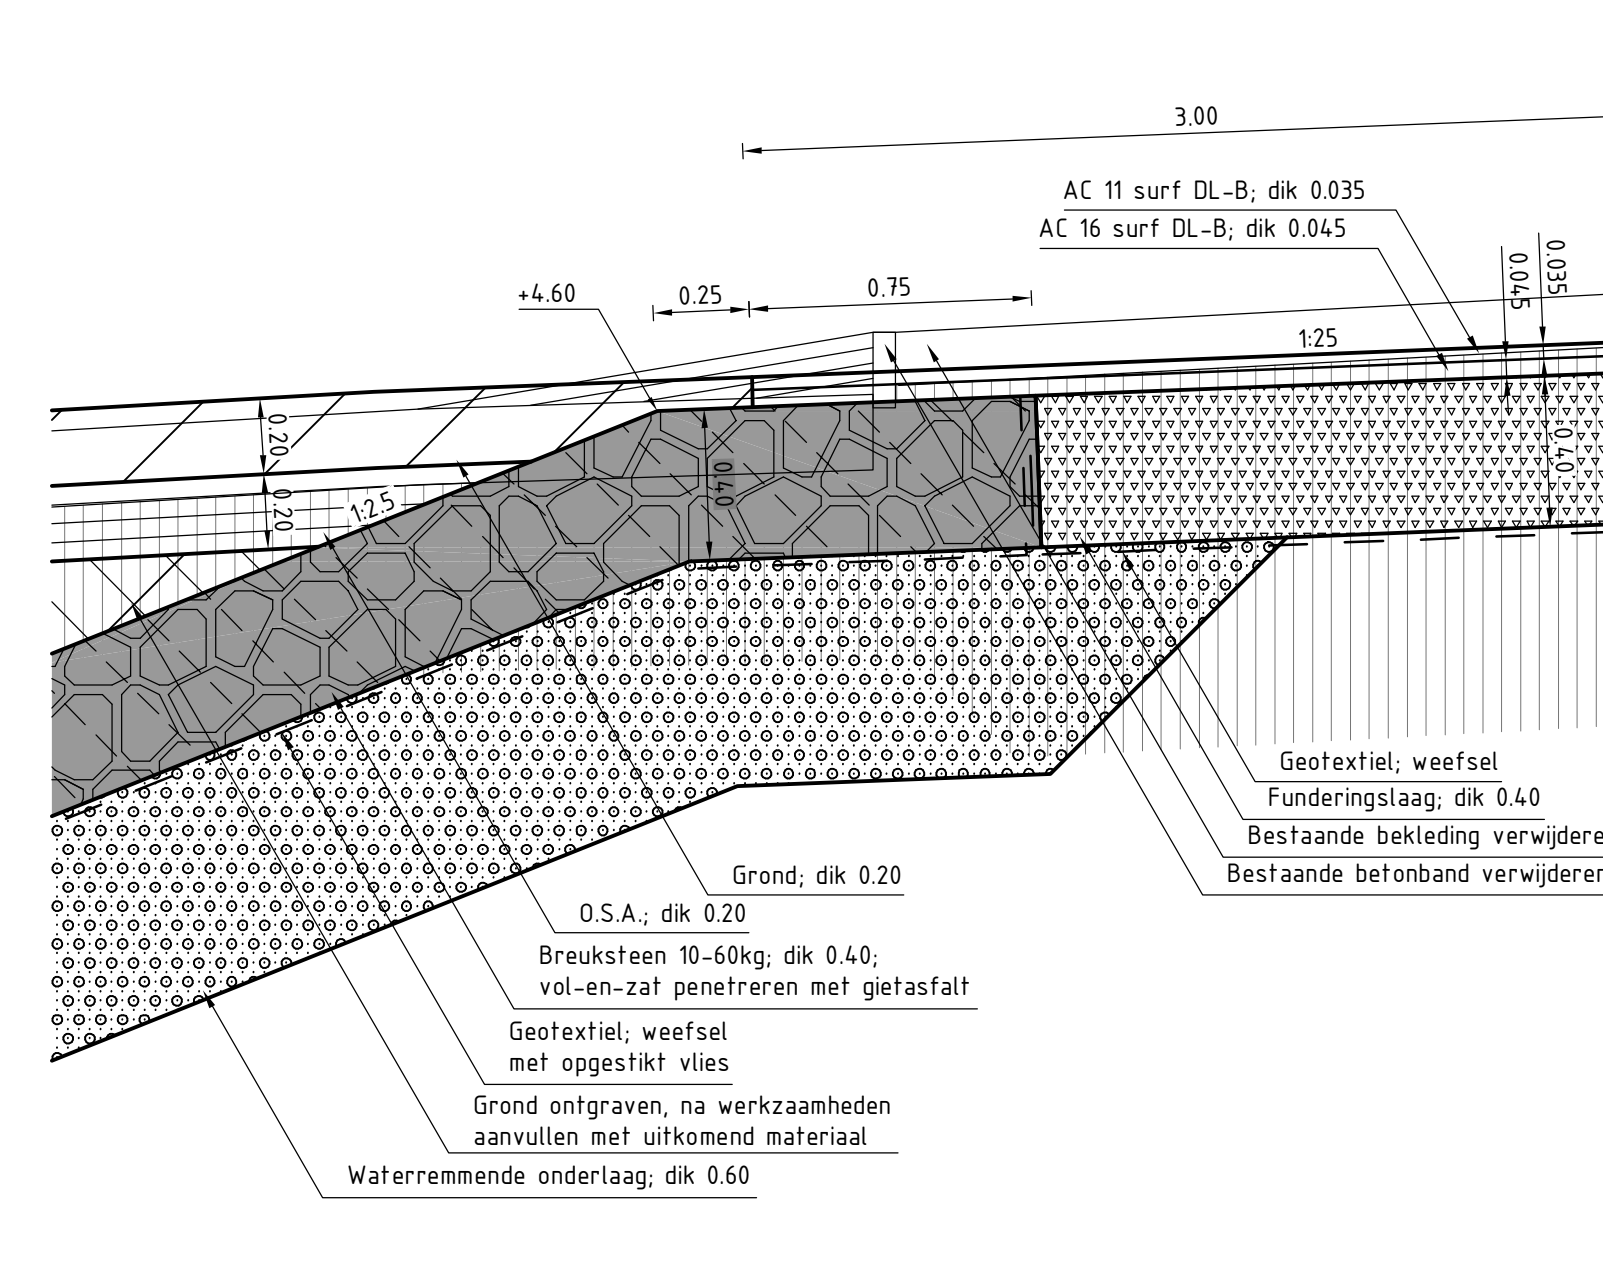 3.00
AC 11 surf DL-B; dik 0.035
AC 16 surf DL-B; dik 0.045
0.035
0.045
+4.60
0.25
0.75
1:25
0.20
0.20
1:2.5
0.40
0.40
Geotextiel; weefsel
Funderingslaag; dik 0.40
Bestaande bekleding verwijdere
Bestaande betonband verwijderen
Grond; dik 0.20
O.S.A.; dik 0.20
Breuksteen 10-60kg; dik 0.40;
vol-en-zat penetreren met gietasfalt
Geotextiel; weefsel
met opgestikt vlies
Grond ontgraven, na werkzaamheden
aanvullen met uitkomend materiaal
Waterremmende onderlaag; dik 0.60